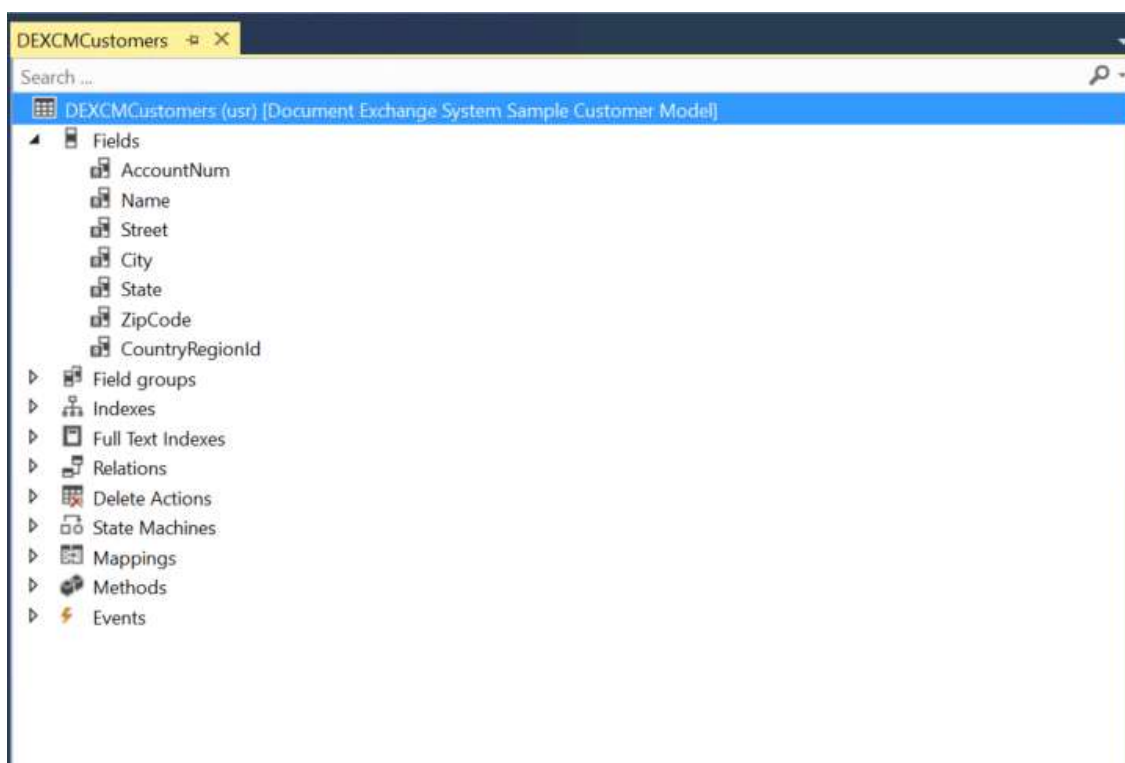 DEXCMCustomers
Search ...
DEXCMCustomers (usr) [Document Exchange System Sample Customer Model]
Fields
AccountNum
Name
Street
City
State
ZipCode
CountryRegionId
Field groups
Indexes
Full Text Indexes
Relations
Delete Actions
State Machines
Mappings
Methods
Events